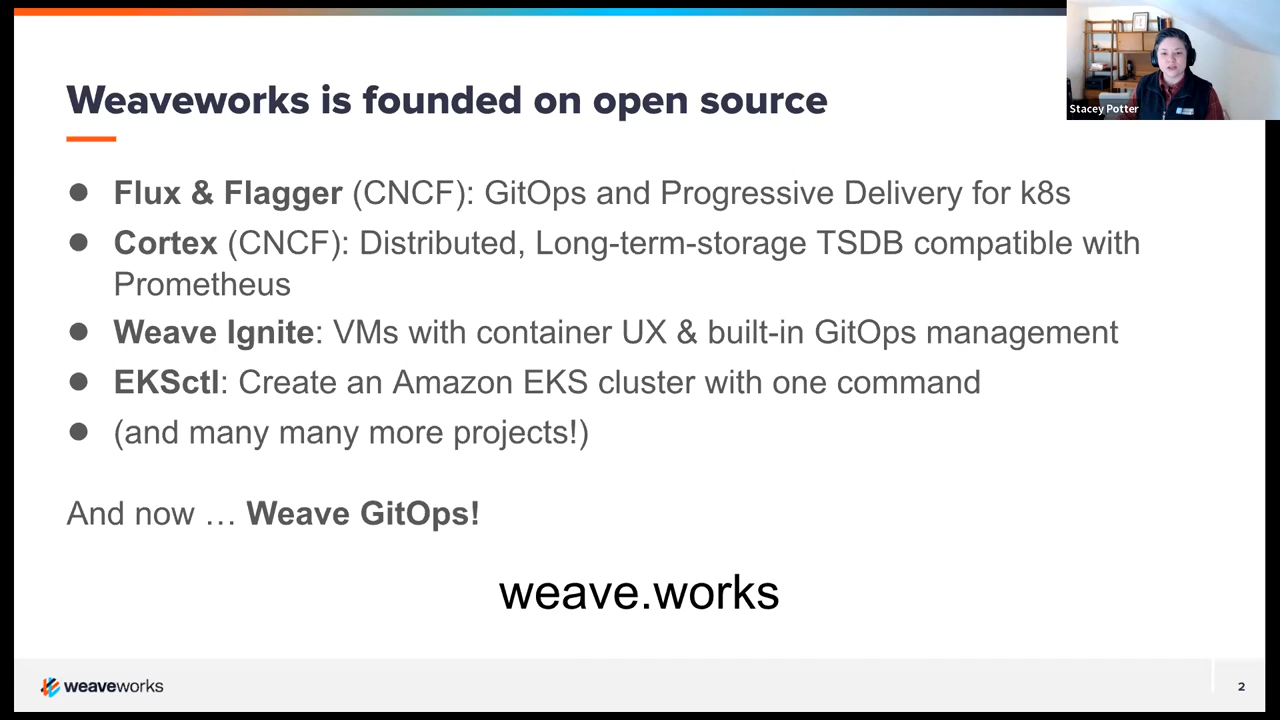 Weaveworks is founded on open source
Stacey Potter
● Flux & Flagger (CNCF): GitOps and Progressive Delivery for k8s
● Cortex (CNCF): Distributed, Long-term-storage TSDB compatible with
Prometheus
● Weave Ignite: VMs with container UX & built-in GitOps management
● EKSctl: Create an Amazon EKS cluster with one command
● (and many many more projects!)
And now … Weave GitOps!
weave.works
weaveworks
2